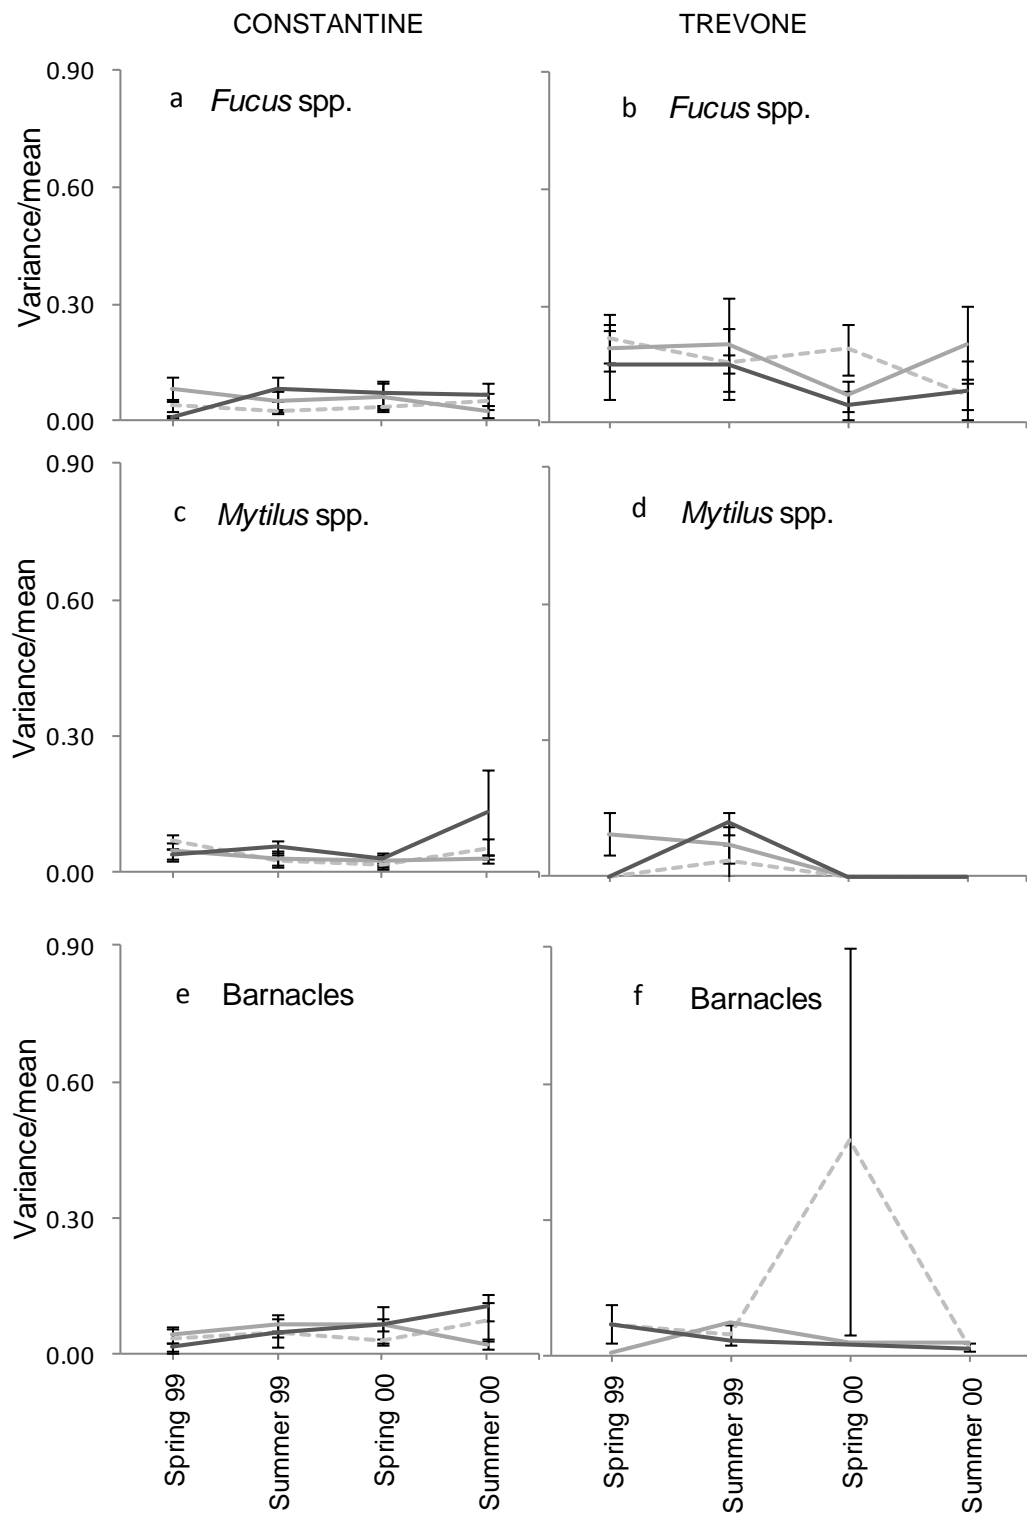 CONSTANTINE
TREVONE
Variance/mean
0.90
0.60
0.30
0.00
a Fucus spp.
b Fucus spp.
Variance/mean
0.90
0.60
0.30
0.00
c Mytilus spp.
d Mytilus spp.
Variance/mean
0.90
0.60
0.30
0.00
e Barnacles
f Barnacles
Spring 99
Summer 99
Spring 00
Summer 00
Spring 99
Summer 99
Spring 00
Summer 00